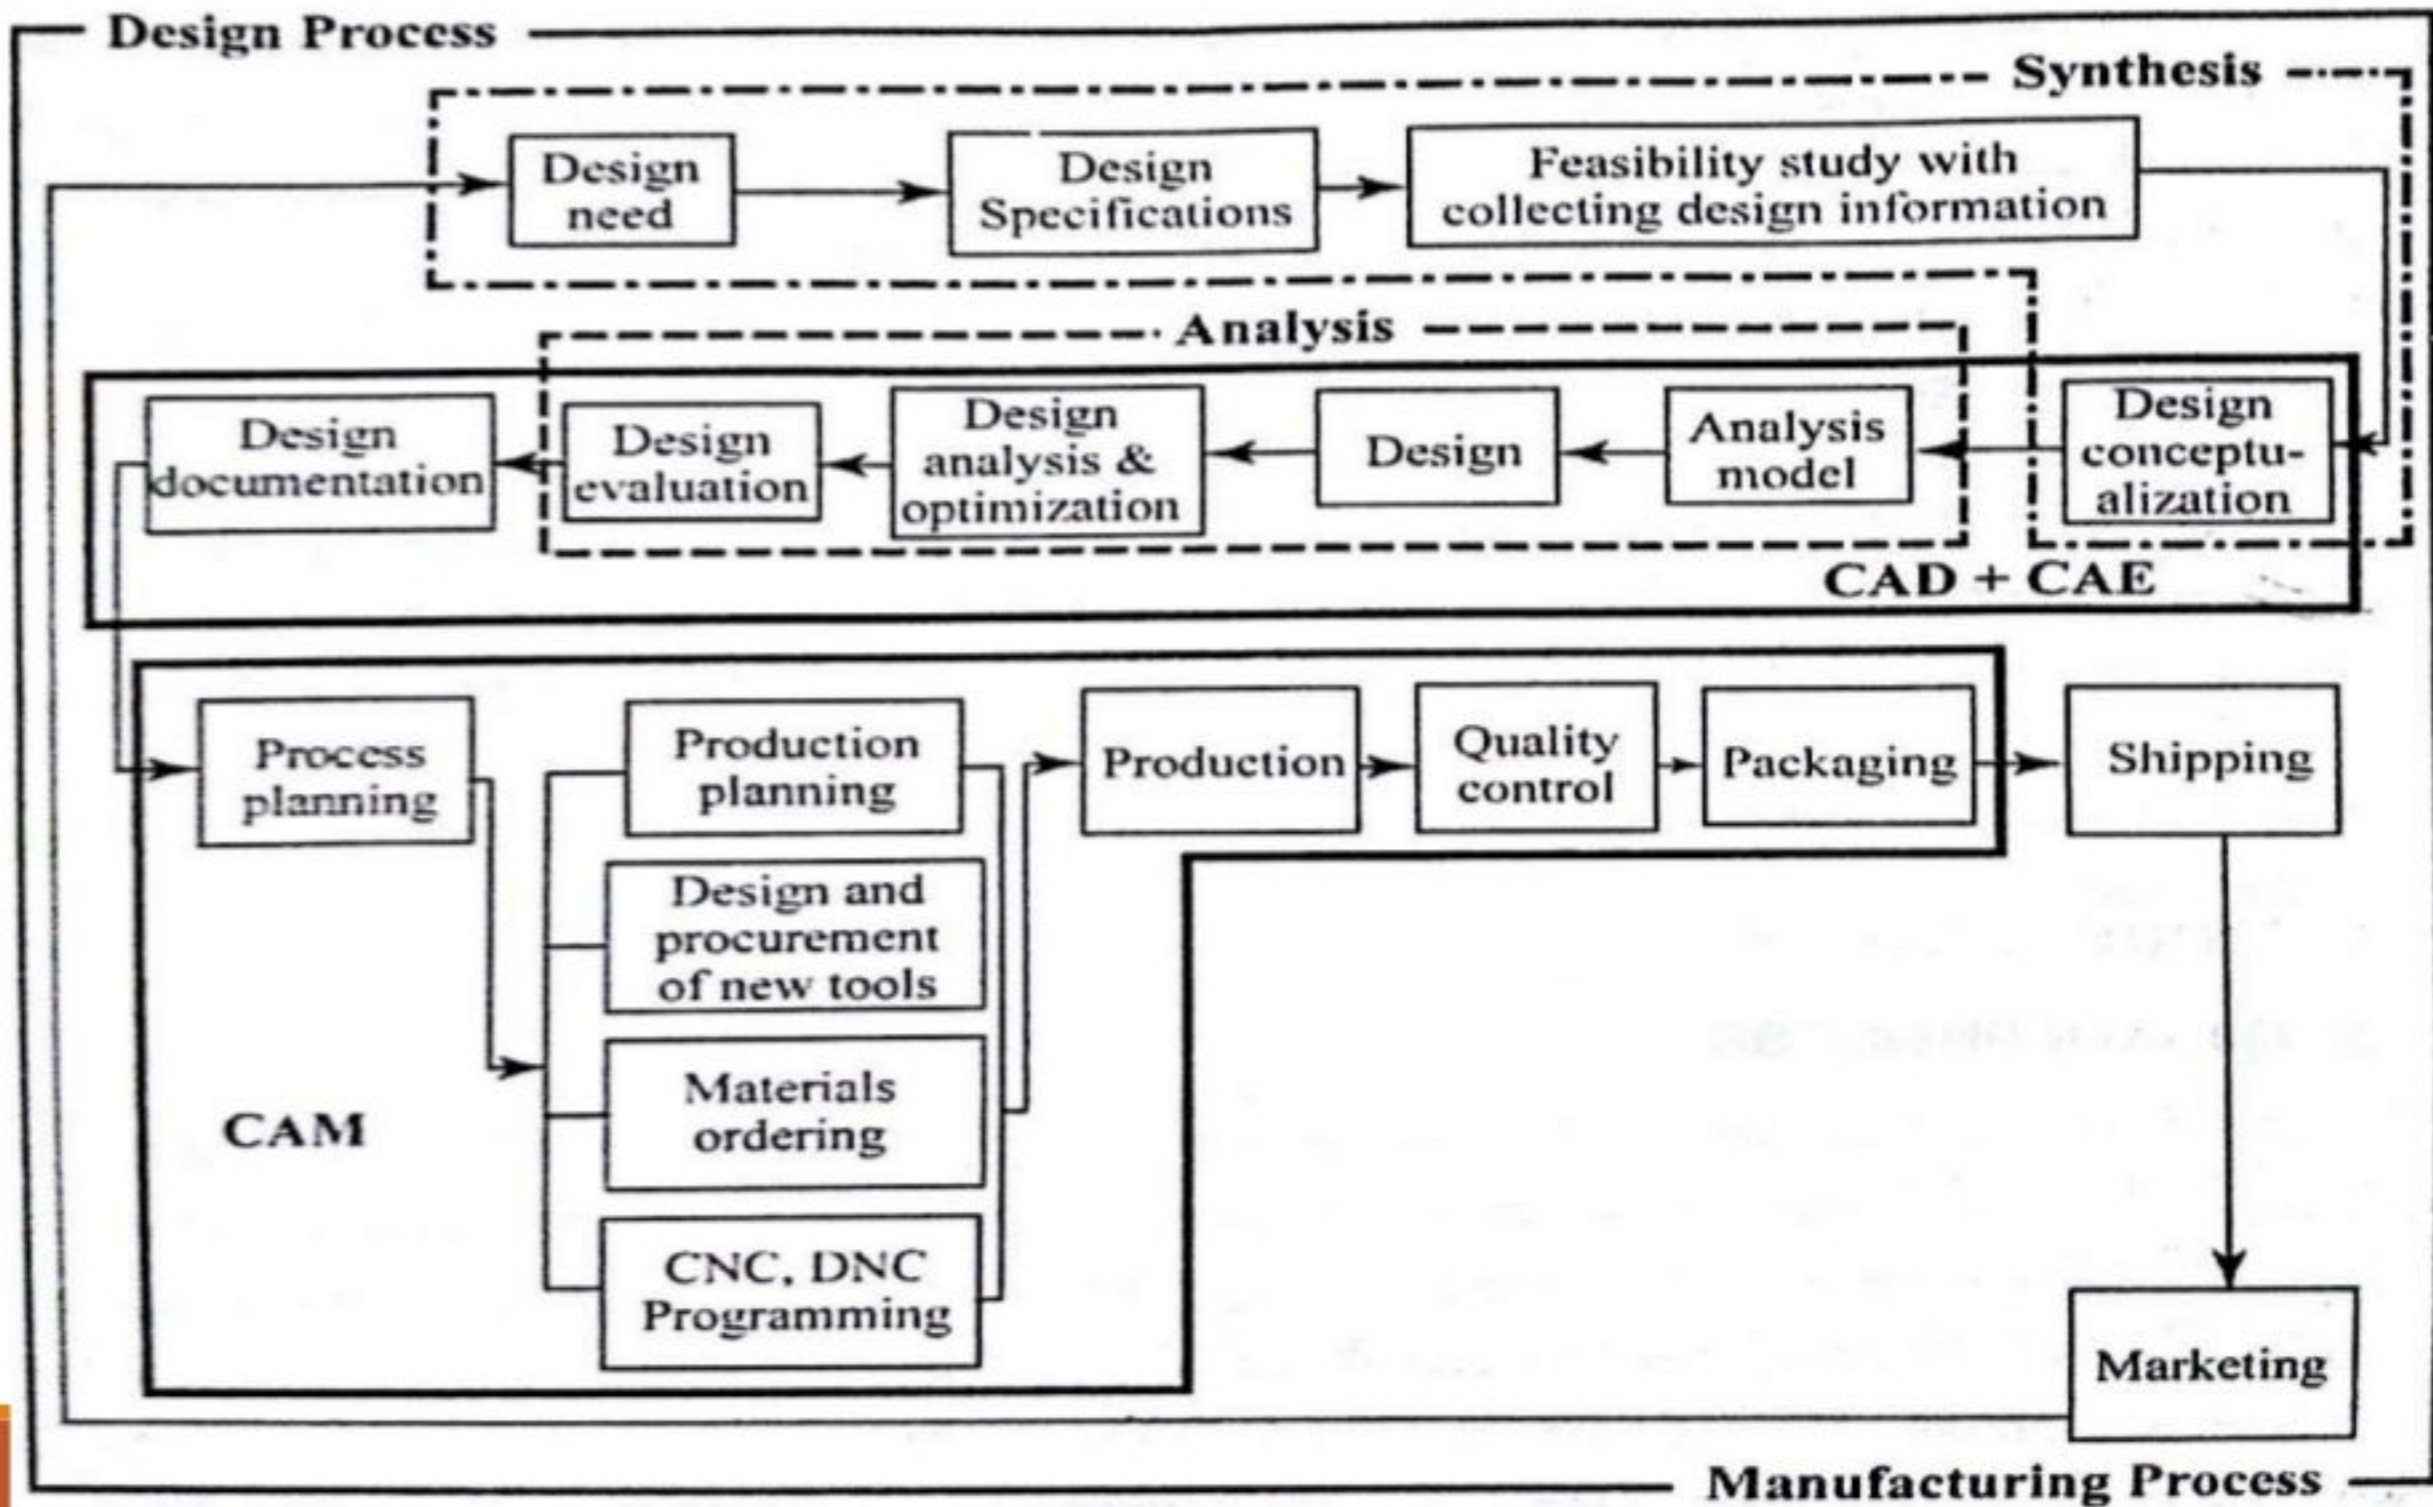 Design Process
Synthesis
Design
need
Design
Specifications
Feasibility study with
collecting design information
Analysis
Design
documentation
Design
evaluation
Design
analysis &
optimization
Design
Analysis
model
Design
conceptu-
alization
CAD + CAE
Process
planning
Production
planning
Design and
procurement
of new tools
Materials
ordering
CNC, DNC
Programming
CAM
Production
Quality
control
Packaging
Shipping
Marketing
Manufacturing Process